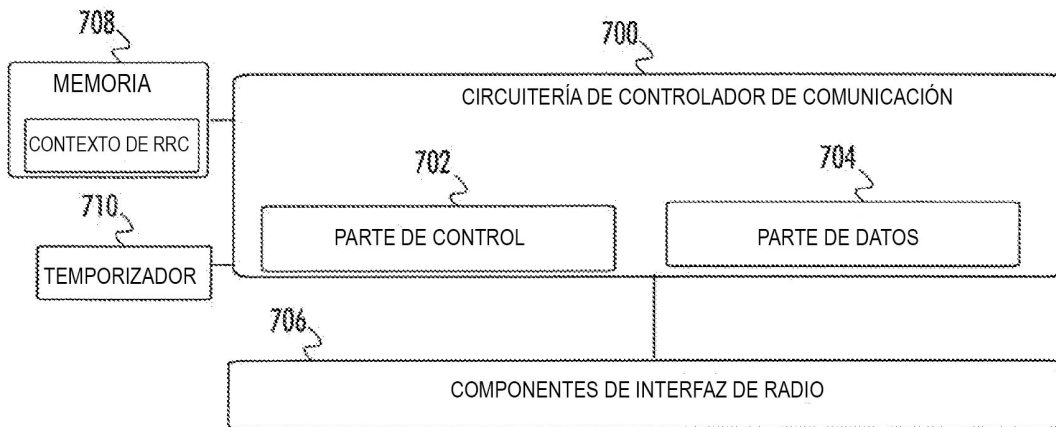 708
700
MEMORIA
CIRCUITERÍA DE CONTROLADOR DE COMUNICACIÓN
CONTEXTO DE RRC
702
704
710
PARTE DE CONTROL
PARTE DE DATOS
TEMPORIZADOR
706
COMPONENTES DE INTERFAZ DE RADIO